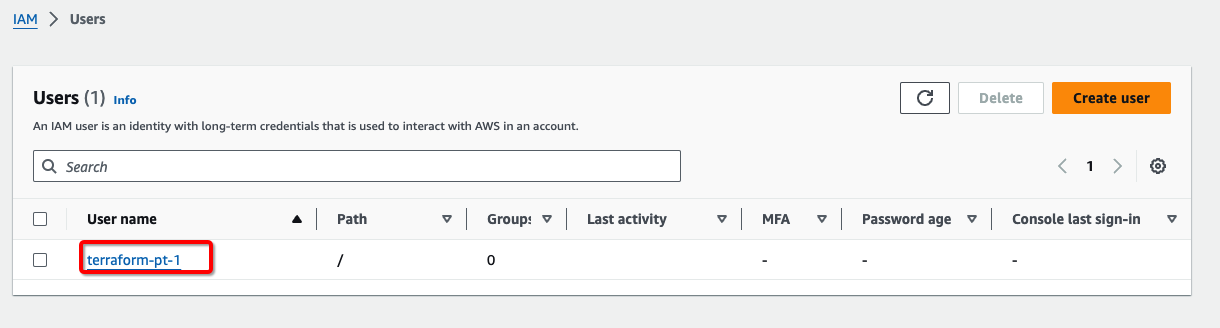 IAM > Users
Users (1) Info
Delete
Create user
An IAM user is an identity with long-term credentials that is used to interact with AWS in an account.
Search
1
User name Path Groups Last activity MFA Password age Console last sign-in
terraform-pt-1 / 0 - - -